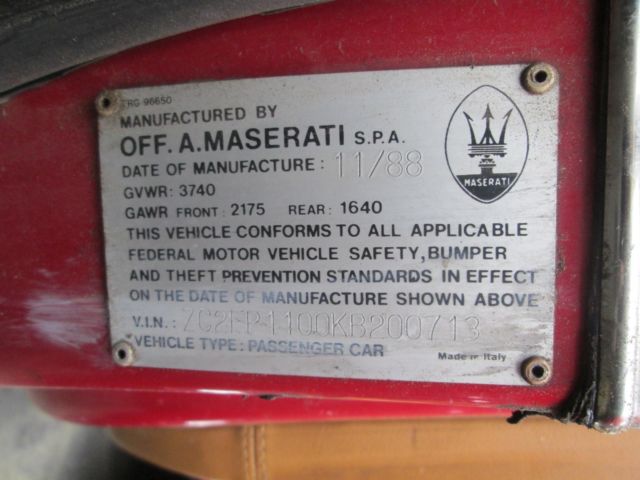 TRG 96650
MANUFACTURED BY
OFF. A. MASERATI S.P.A.
DATE OF MANUFACTURE: 11/88
GVWR: 3740
GAWR FRONT: 2175 REAR: 1640
THIS VEHICLE CONFORMS TO ALL APPLICABLE
FEDERAL MOTOR VEHICLE SAFETY, BUMPER
AND THEFT PREVENTION STANDARDS IN EFFECT
ON THE DATE OF MANUFACTURE SHOWN ABOVE
V.I.N.: ZC2FP1100KB200713
VEHICLE TYPE: PASSENGER CAR
Made in Italy
MASERATI